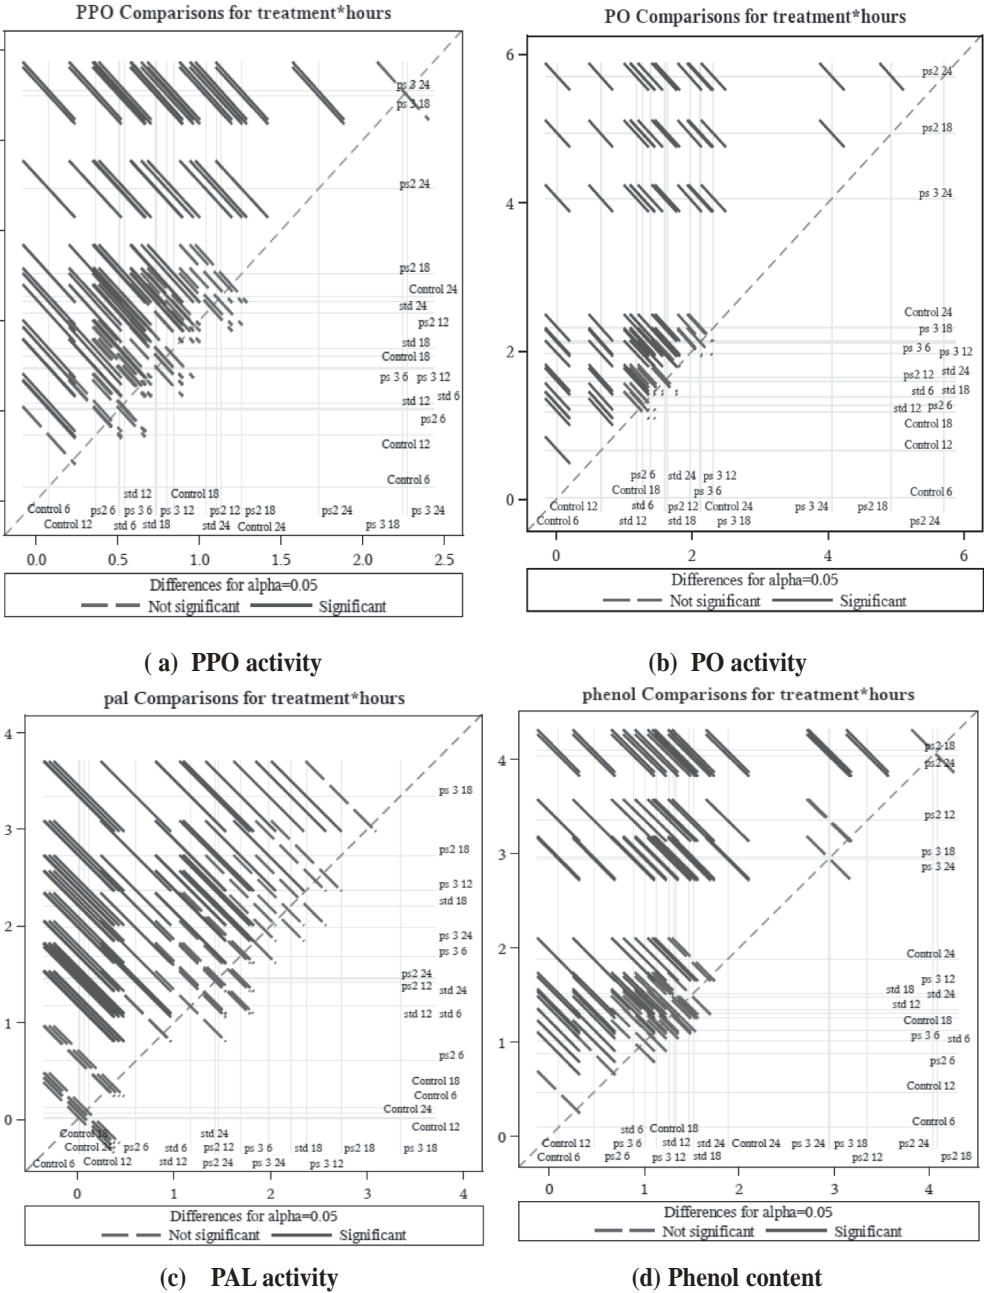 PPO Comparisons for treatment*hours
ps 3 24
ps 3 18
ps2 24
ps2 18
Control 24
std 24
ps2 12
std 18
Control 18
ps 3 6 ps 3 12
std 6
std 12
ps2 6
Control 12
Control 6
std 12 Control 18
Control 6 ps2 6 ps 3 6 ps 3 12 ps2 12 ps2 18 ps2 24 ps 3 24
Control 12 std 6 std 18 std 24 Control 24 ps 3 18
0.0 0.5 1.0 1.5 2.0 2.5
Differences for alpha=0.05
Not significant Significant
( a) PPO activity
PO Comparisons for treatment*hours
6
ps2 24
ps2 18
4
ps 3 24
Control 24
ps 3 18
ps 3 6 ps 3 12
2
ps2 12 std 24
std 6 std 18
std 12 ps2 6
Control 18
Control 12
Control 6
0
ps2 6 std 24 ps 3 12
Control 18 ps 3 6
Control 12 std 6 ps2 12 Control 24 ps 3 24 ps2 18
Control 6 std 12 std 18 ps 3 18 ps2 24
0 2 4 6
Differences for alpha=0.05
Not significant Significant
(b) PO activity
pal Comparisons for treatment*hours
4
ps 3 18
3
ps2 18
ps 3 12
std 18
2
ps 3 24
ps 3 6
ps2 24
ps2 12
std 24
1
std 12 std 6
ps2 6
Control 18
Control 6
Control 24
0
Control 12
Control 18 std 24
Control 24 ps2 6 std 6 ps2 12 ps 3 6 std 18 ps2 18 ps 3 18
Control 6 Control 12 std 12 ps2 24 ps 3 24 ps 3 12
0 1 2 3 4
Differences for alpha=0.05
Not significant Significant
(c) PAL activity
phenol Comparisons for treatment*hours
4
ps2 18
ps2 24
ps2 12
3
ps 3 18
ps 3 24
2
Control 24
ps 3 12
std 18
std 24
std 12
Control 18
1
ps 3 6 std 6
ps2 6
Control 12
Control 6
0
std 6 Control 18
Control 12 ps 3 6 std 12 std 24 Control 24 ps 3 24 ps 3 18 ps2 24
Control 6 ps2 6 ps 3 12 std 18 ps2 12 ps2 18
0 1 2 3 4
Differences for alpha=0.05
Not significant Significant
(d) Phenol content